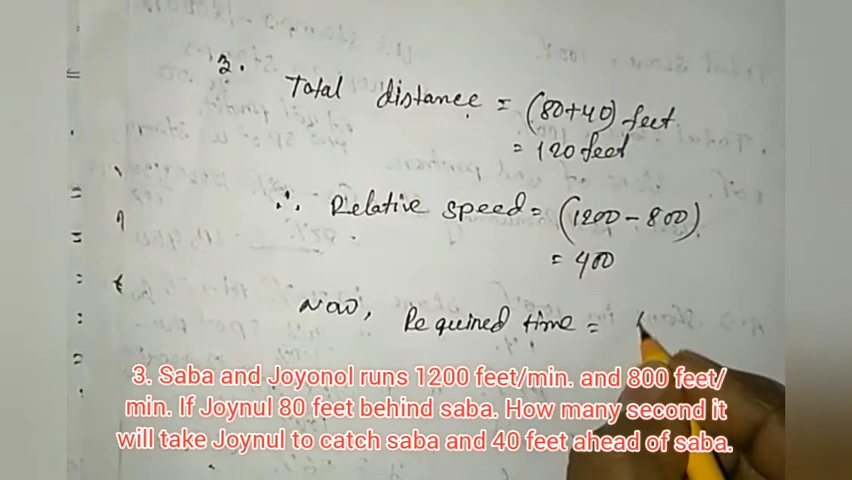 3.
Total distance = (80+40) feet
= 120 feet
∴ Relative speed = (1200 - 800)
= 400
Now, Required time =
3. Saba and Joyonol runs 1200 feet/min. and 800 feet/
min. If Joynul 80 feet behind saba. How many second it
will take Joynul to catch saba and 40 feet ahead of saba.